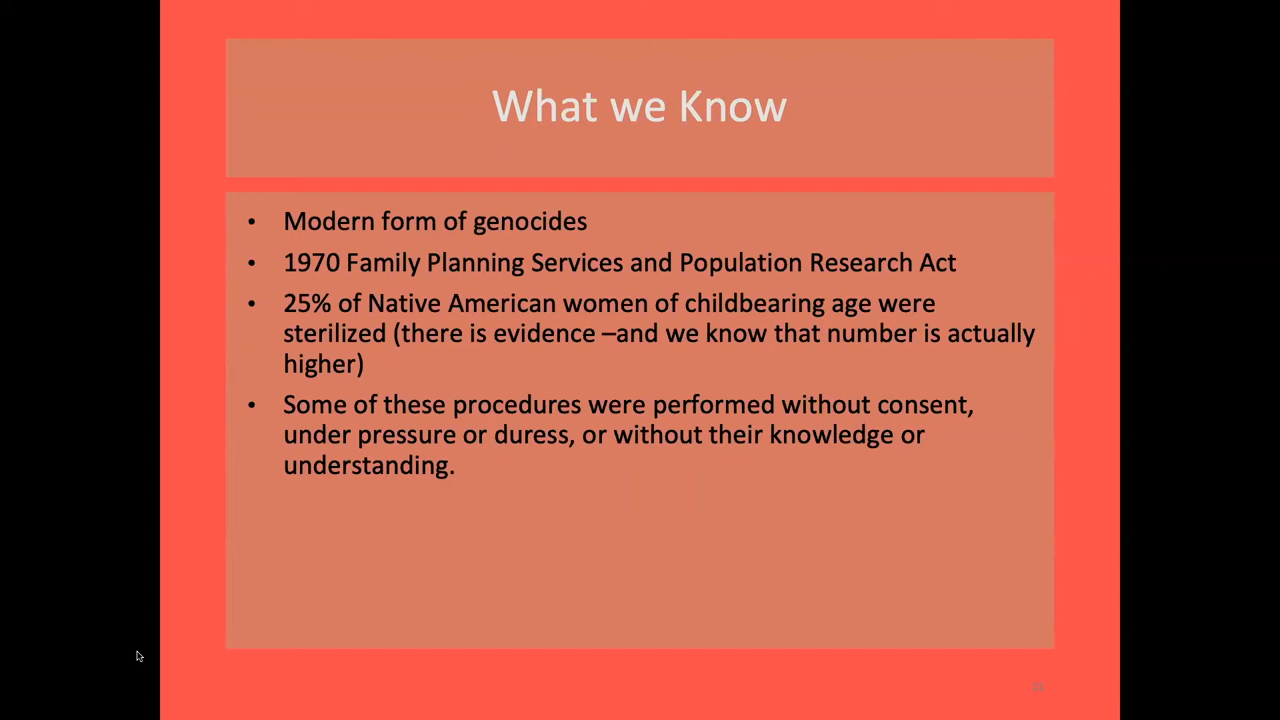 What we Know
• Modern form of genocides
• 1970 Family Planning Services and Population Research Act
• 25% of Native American women of childbearing age were
sterilized (there is evidence –and we know that number is actually
higher)
• Some of these procedures were performed without consent,
under pressure or duress, or without their knowledge or
understanding.